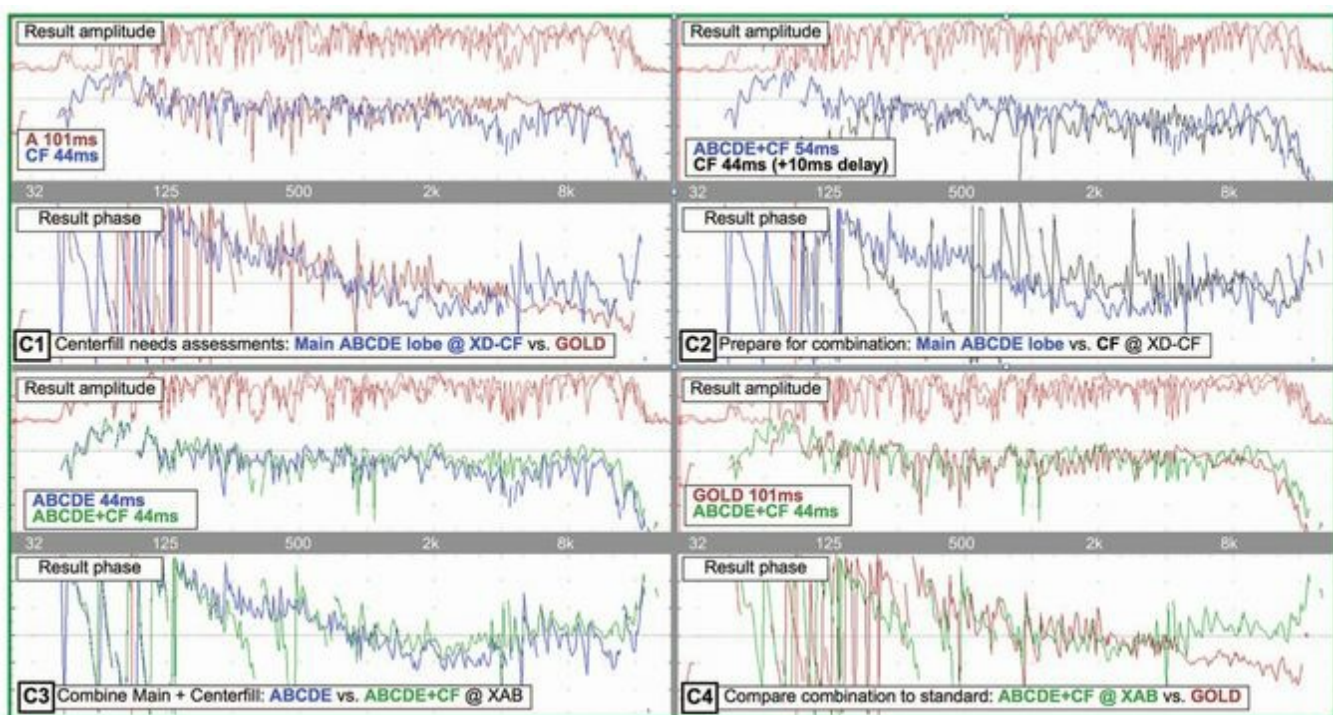 Result amplitude
A 101ms
CF 44ms
32 125 500 2k 8k
Result phase
C1 Centerfill needs assessments: Main ABCDE lobe @ XD-CF vs. GOLD
Result amplitude
ABCDE+CF 54ms
CF 44ms (+10ms delay)
32 125 500 2k 8k
Result phase
C2 Prepare for combination: Main ABCDE lobe vs. CF @ XD-CF
Result amplitude
ABCDE 44ms
ABCDE+CF 44ms
32 125 500 2k 8k
Result phase
C3 Combine Main + Centerfill: ABCDE vs. ABCDE+CF @ XAB
Result amplitude
GOLD 101ms
ABCDE+CF 44ms
32 125 500 2k 8k
Result phase
C4 Compare combination to standard: ABCDE+CF @ XAB vs. GOLD